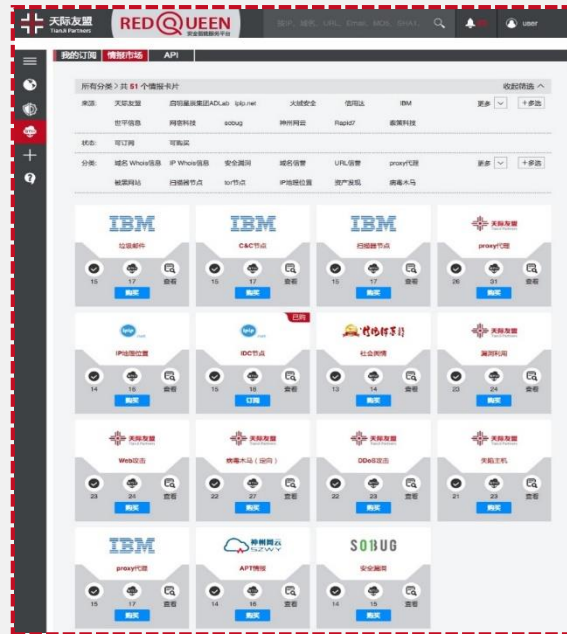 天际友盟 REDQUEEN
TianJi Partners 安全智能服务平台
user
我的订阅 情报市场 API
所有分类 > 共 51 个情报卡片 收起筛选
来源: 天际友盟 启明星辰集团ADLab ipip.net 火绒安全 IBM 更多 +多选
世平信息 网宿科技 sobug 神州网云 Rapid7
状态: 可订阅 可购买
分类: 域名 Whois信息 IP Whois信息 安全漏洞 域名信誉 URL信誉 proxy代理 更多 +多选
被黑网站 扫描器节点 tor节点 IP地理位置 资产发现 病毒木马
IBM IBM IBM 天际友盟
垃圾邮件 C&C节点 扫描器节点 proxy代理
15 17 查看 15 17 查看 15 17 查看 26 31 查看
购买 购买 购买 购买
ipip.net ipip.net 已购 天际友盟
IP地理位置 IDC节点 社会舆情 漏洞利用
14 16 查看 15 19 查看 13 14 查看 23 24 查看
购买 订阅 购买 购买
天际友盟 天际友盟 天际友盟 天际友盟
Web攻击 病毒木马(定向) DDoS攻击 失陷主机
23 24 查看 22 27 查看 22 23 查看 21 23 查看
购买 购买 购买 购买
IBM 神州网云 SZWY SOBUG
proxy代理 APT情报 安全漏洞
15 17 查看 14 16 查看 14 15 查看
购买 购买 购买